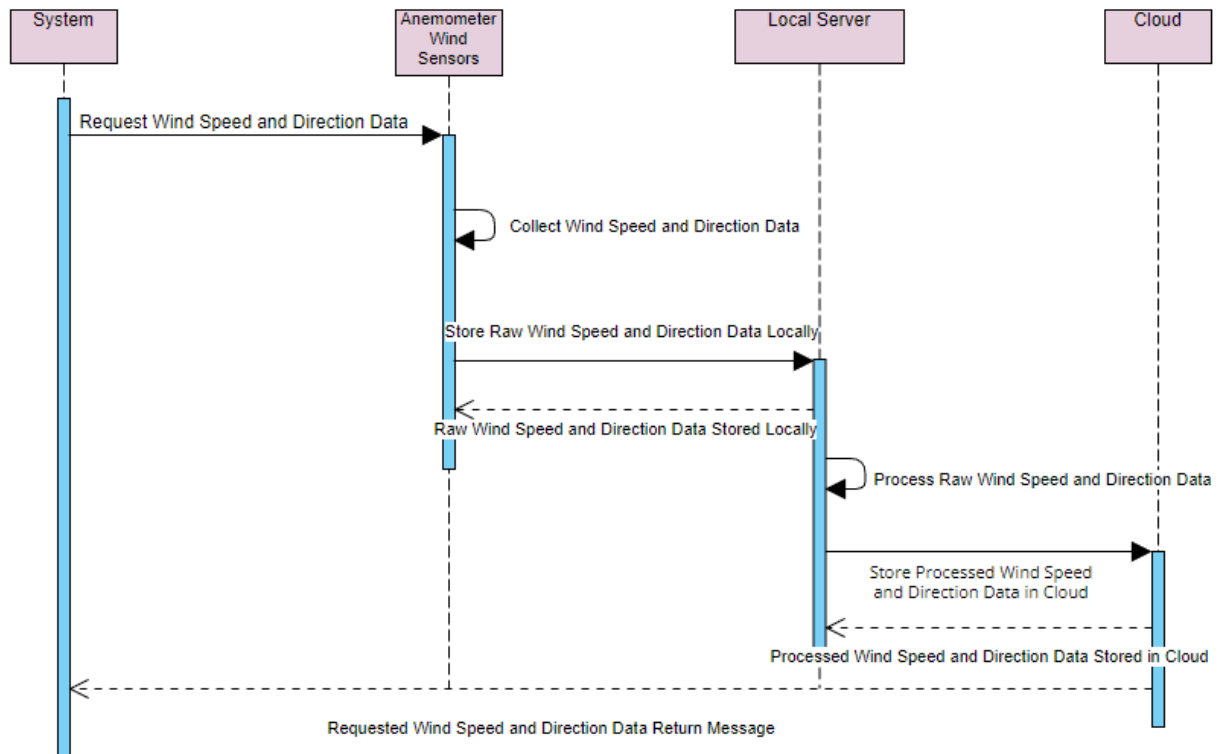 System
Anemometer
Wind
Sensors
Local Server
Cloud
Request Wind Speed and Direction Data
Collect Wind Speed and Direction Data
Store Raw Wind Speed and Direction Data Locally
Raw Wind Speed and Direction Data Stored Locally
Process Raw Wind Speed and Direction Data
Store Processed Wind Speed
and Direction Data in Cloud
Processed Wind Speed and Direction Data Stored in Cloud
Requested Wind Speed and Direction Data Return Message